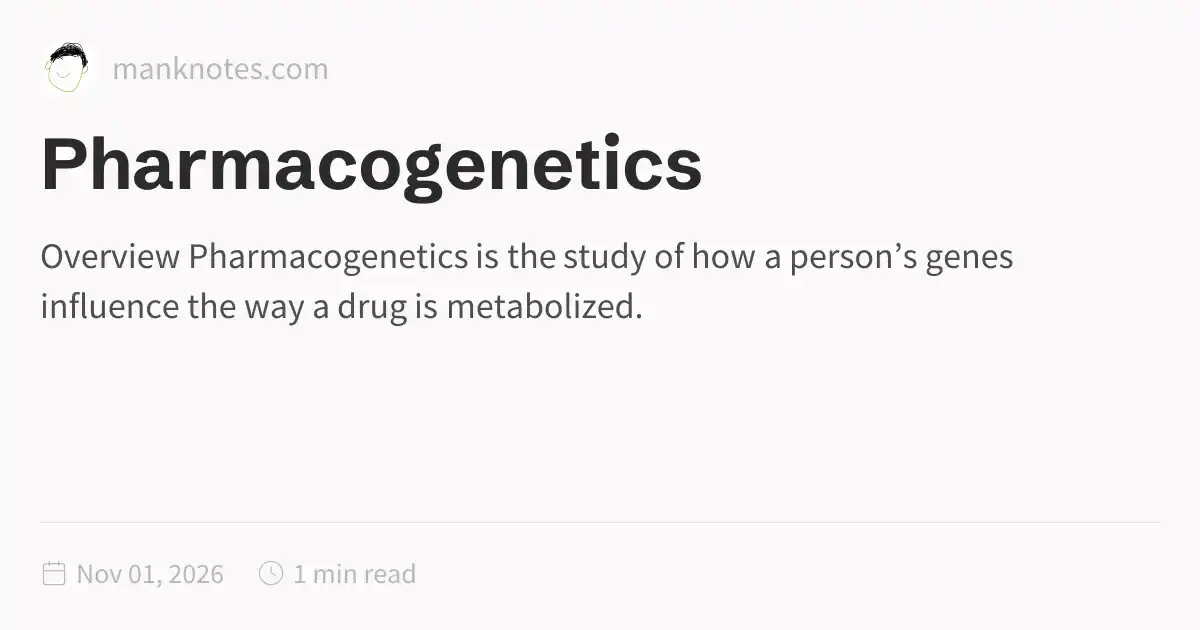 manknotes.com
Pharmacogenetics
Overview Pharmacogenetics is the study of how a person’s genes
influence the way a drug is metabolized.
Nov 01, 2026 1 min read